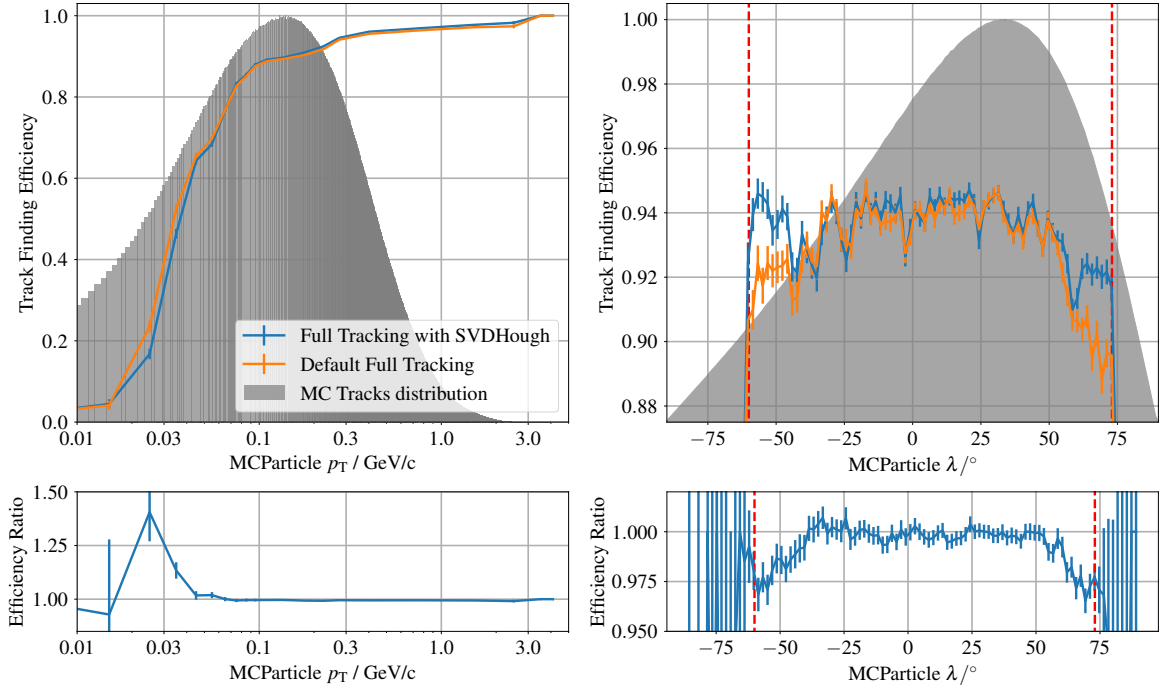 1.0
0.8
0.6
0.4
0.2
0.0
Track Finding Efficiency
Full Tracking with SVDHough
Default Full Tracking
MC Tracks distribution
0.01 0.03 0.1 0.3 1.0 3.0
MCParticle pT / GeV/c
1.00
0.98
0.96
0.94
0.92
0.90
0.88
Track Finding Efficiency
−75 −50 −25 0 25 50 75
MCParticle λ/°
1.50
1.25
1.00
Efficiency Ratio
0.01 0.03 0.1 0.3 1.0 3.0
MCParticle pT / GeV/c
1.000
0.975
0.950
Efficiency Ratio
−75 −50 −25 0 25 50 75
MCParticle λ/°